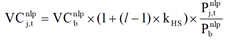 VC_{j,t}^{nlp} = VC_b^{nlp} × (1 + (l − 1) × k_{HS}) × P_{j,t}^{nlp} / P_b^{nlp}